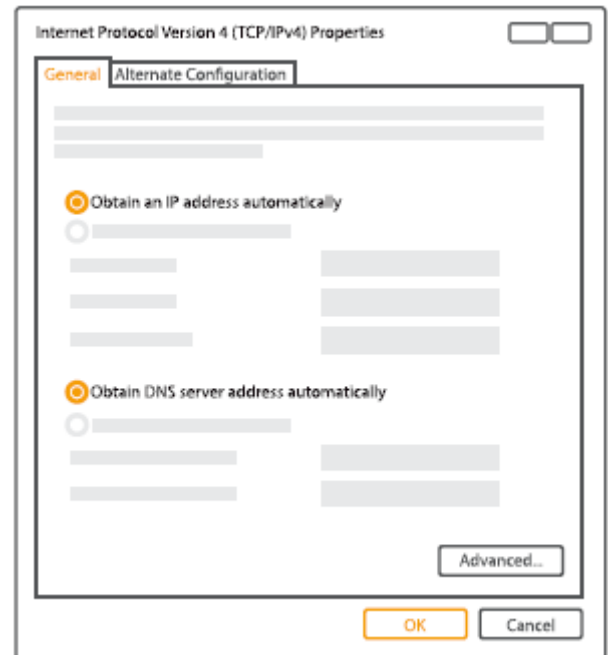 Internet Protocol Version 4 (TCP/IPv4) Properties
General Alternate Configuration
Obtain an IP address automatically
Obtain DNS server address automatically
Advanced...
OK Cancel